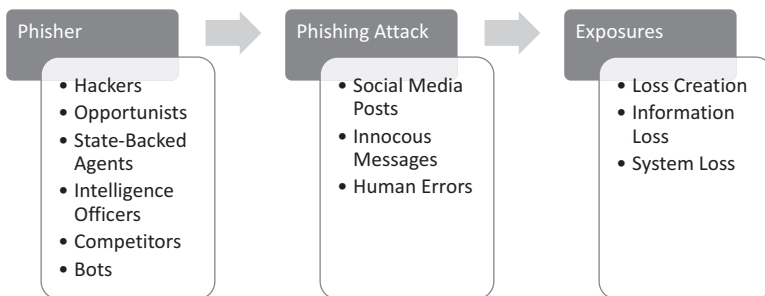 Phisher
• Hackers
• Opportunists
• State-Backed
Agents
• Intelligence
Officers
• Competitors
• Bots
Phishing Attack
• Social Media
Posts
• Innocous
Messages
• Human Errors
Exposures
• Loss Creation
• Information
Loss
• System Loss